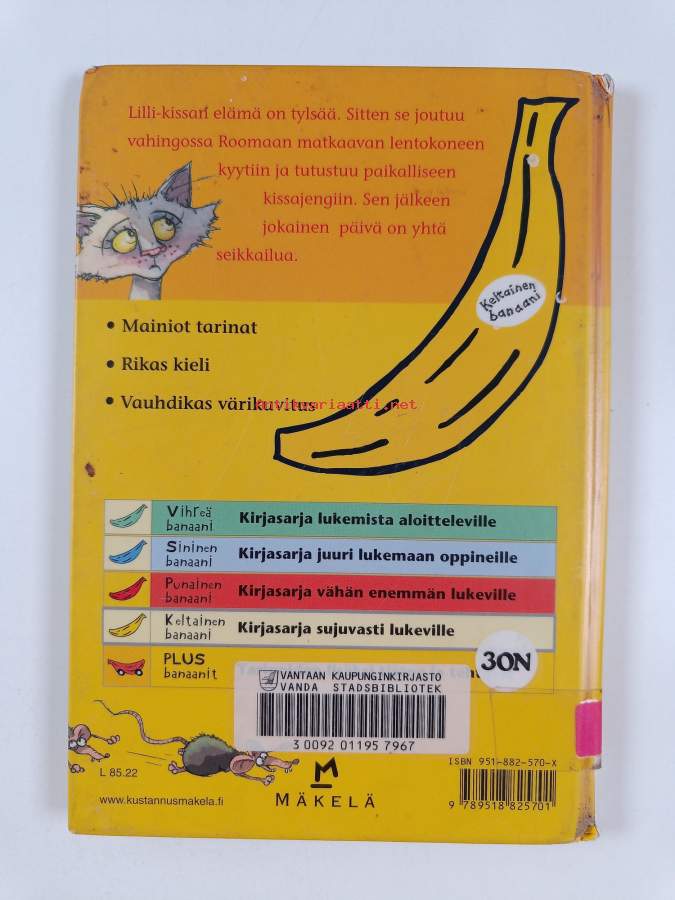 Lilli-kissan elämä on tylsää. Sitten se joutuu
vahingossa Roomaan matkaavan lentokoneen
kyytiin ja tutustuu paikalliseen
kissajengiin. Sen jälkeen
jokainen päivä on yhtä
seikkailua.
Keltainen
banaani
• Mainiot tarinat
• Rikas kieli
• Vauhdikas värikuvitus
Antikvariaatti.net
Vihreä
banaani
Kirjasarja lukemista aloitteleville
Sininen
banaani
Kirjasarja juuri lukemaan oppineille
Punainen
banaani
Kirjasarja vähän enemmän lukeville
Keltainen
banaani
Kirjasarja sujuvasti lukeville
PLUS
banaanit
30N
VANTAAN KAUPUNGINKIRJASTO
VANDA STADSBIBLIOTEK
3 0092 01195 7967
L 85.22
www.kustannusmakela.fi
M
MÄKELÄ
ISBN 951-882-570-X
9 789518 825701